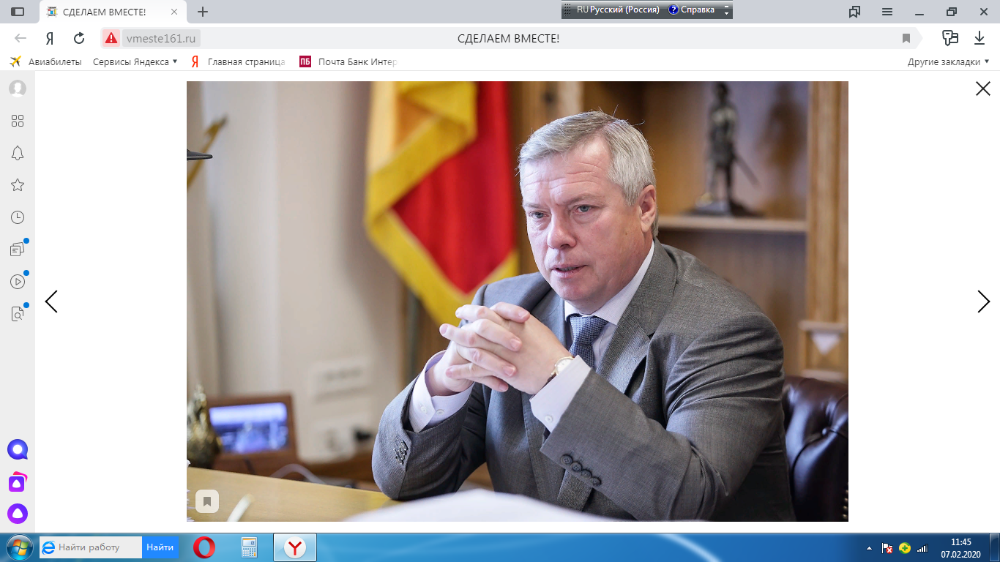 СДЕЛАЕМ ВМЕСТЕ!
RU Русский (Россия) ? Справка
Я
vmeste161.ru
СДЕЛАЕМ ВМЕСТЕ!
Авиабилеты
Сервисы Яндекса
Я Главная страница
ПБ Почта Банк Интер
Другие закладки
Найти работу
Найти
11:45
07.02.2020